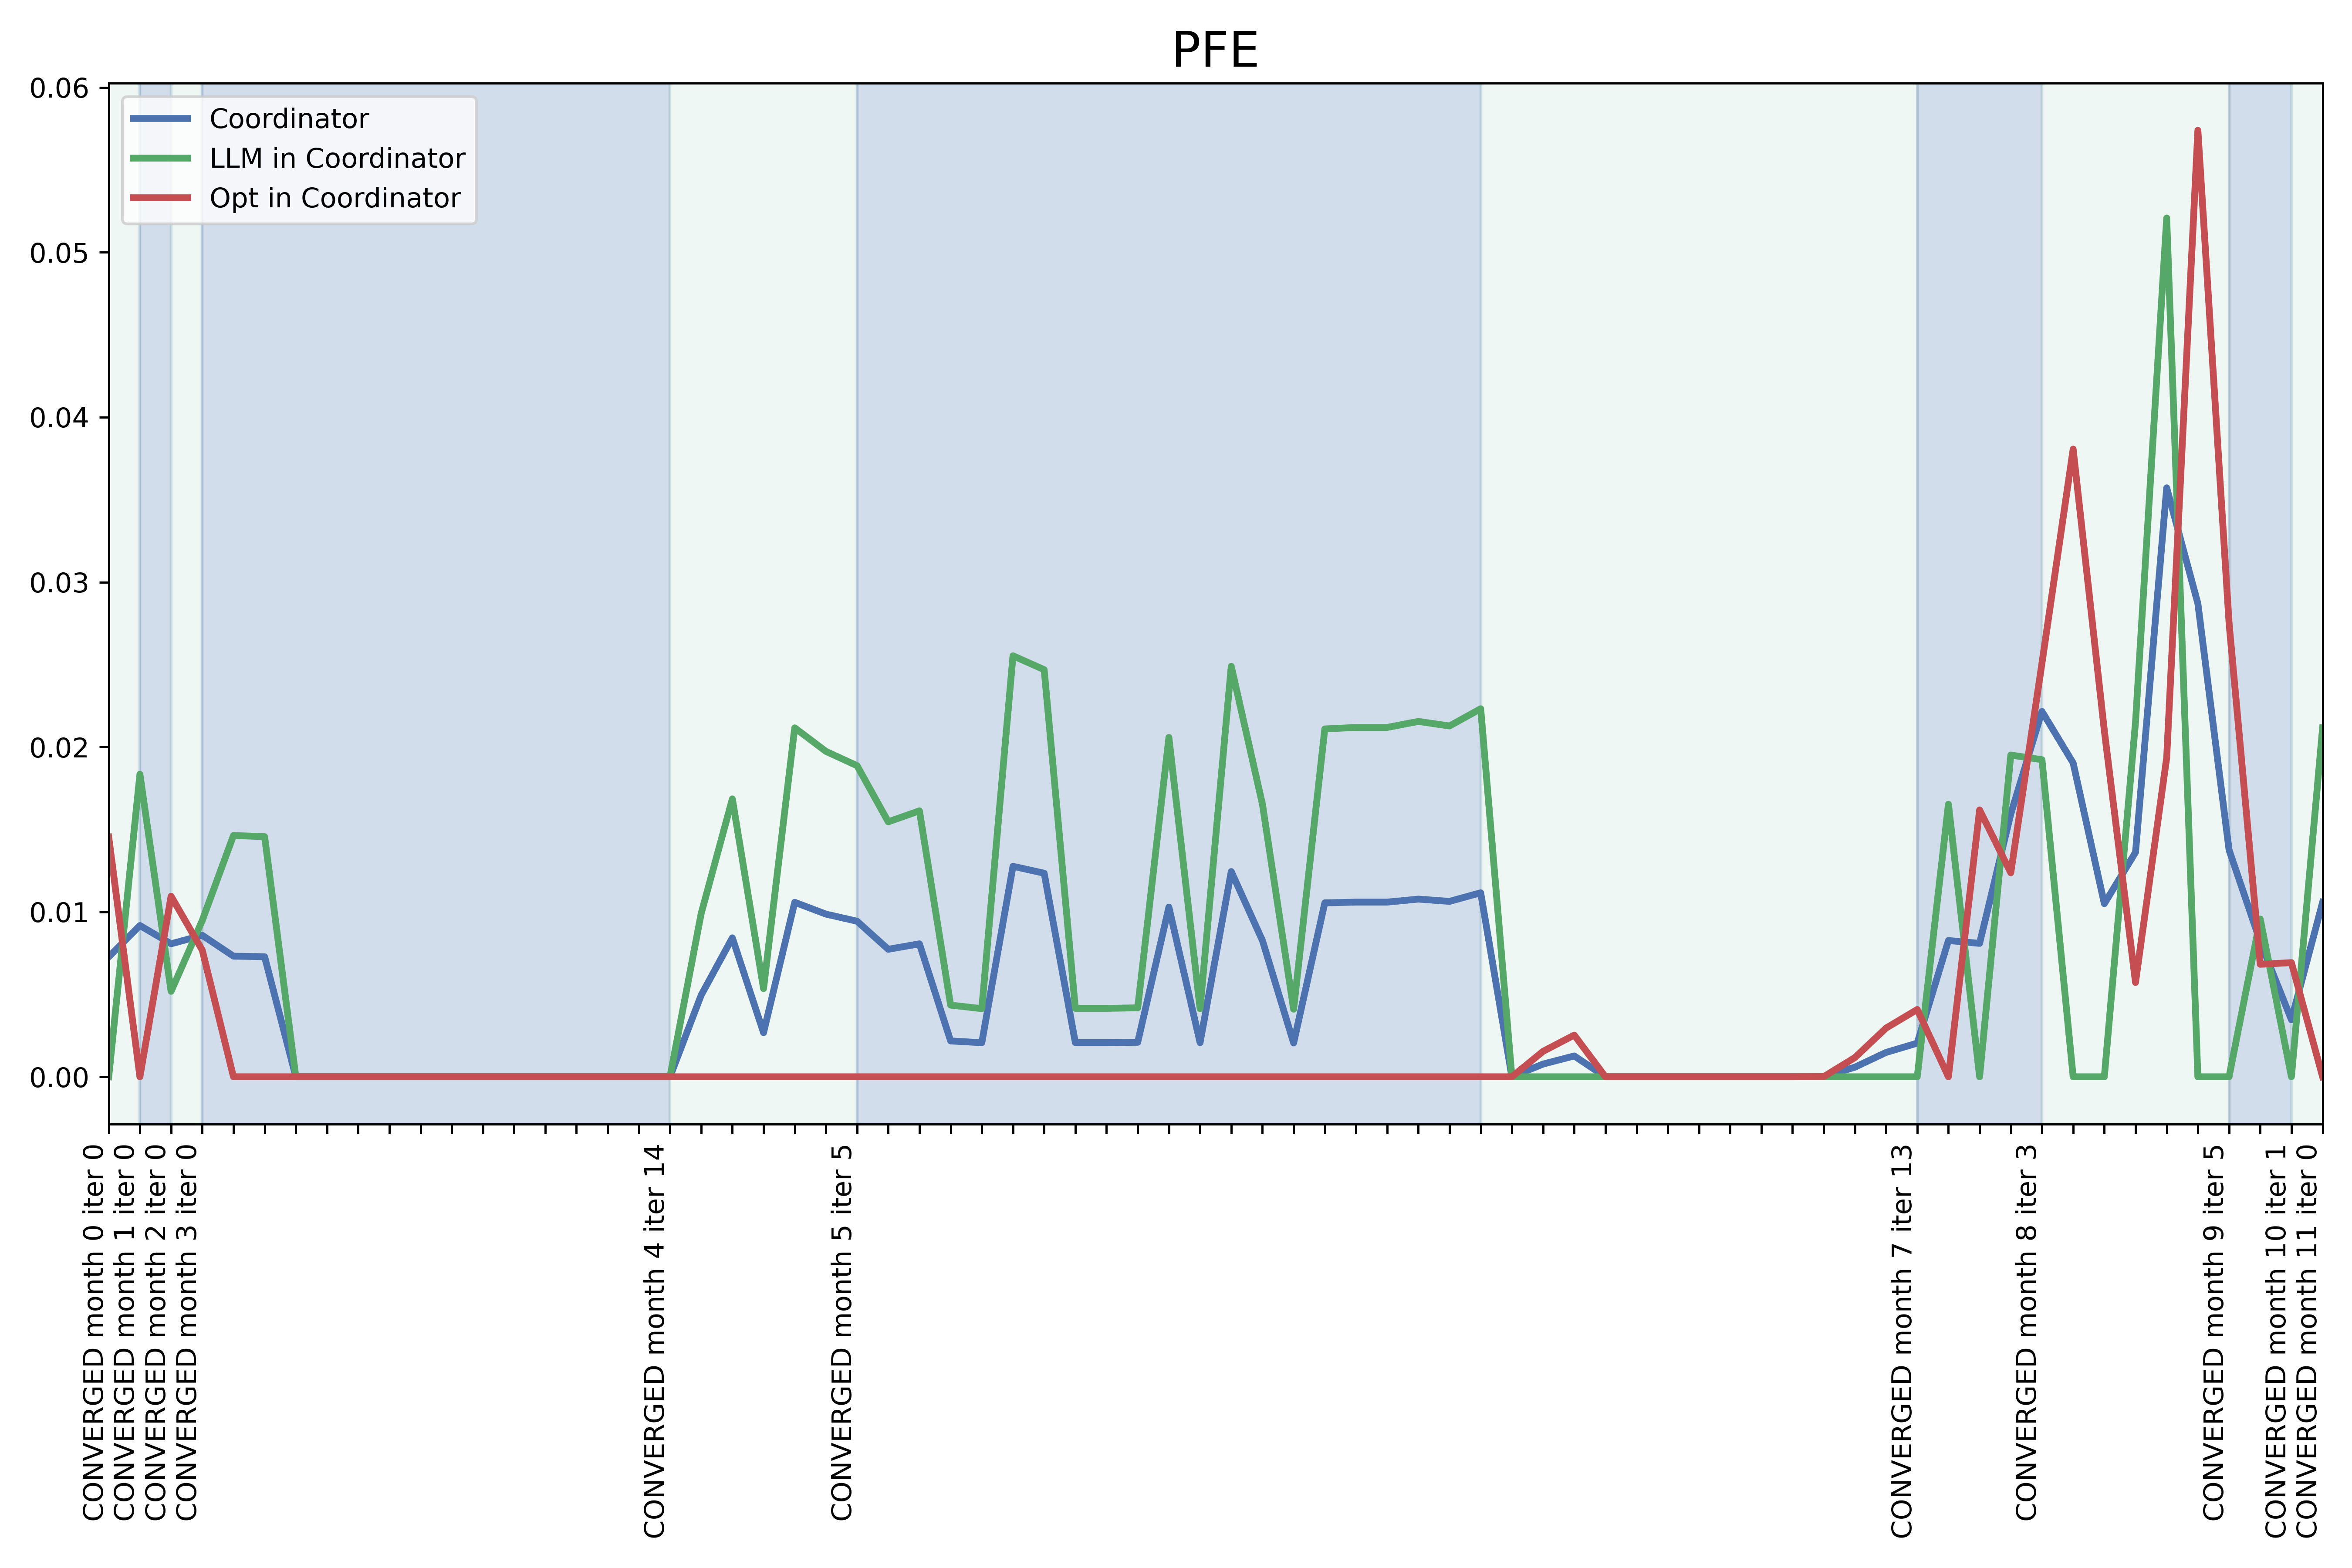 PFE
0.06
0.05
0.04
0.03
0.02
0.01
0.00
Coordinator
LLM in Coordinator
Opt in Coordinator
CONVERGED month 0 iter 0
CONVERGED month 1 iter 0
CONVERGED month 2 iter 0
CONVERGED month 3 iter 0
CONVERGED month 4 iter 14
CONVERGED month 5 iter 5
CONVERGED month 7 iter 13
CONVERGED month 8 iter 3
CONVERGED month 9 iter 5
CONVERGED month 10 iter 1
CONVERGED month 11 iter 0